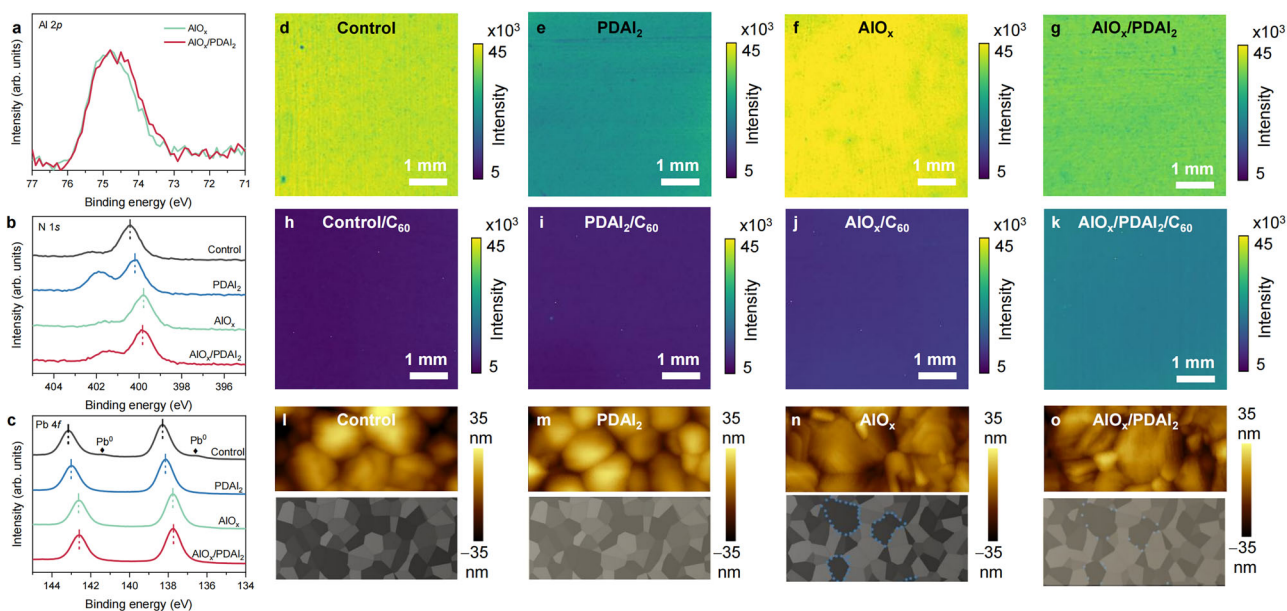 a
Al 2p
AlOx
AlOx/PDAI2
Intensity (arb. units)
77 76 75 74 73 72 71
Binding energy (eV)
d
Control
1 mm
x10³
45
Intensity
5
e
PDAI2
1 mm
x10³
45
Intensity
5
f
AlOx
1 mm
x10³
45
Intensity
5
g
AlOx/PDAI2
1 mm
x10³
45
Intensity
5
b
N 1s
Control
PDAI2
AlOx
AlOx/PDAI2
Intensity (arb. units)
404 402 400 398 396
Binding energy (eV)
h
Control/C60
1 mm
x10³
45
Intensity
5
i
PDAI2/C60
1 mm
x10³
45
Intensity
5
j
AlOx/C60
1 mm
x10³
45
Intensity
5
k
AlOx/PDAI2/C60
1 mm
x10³
45
Intensity
5
c
Pb 4f
Pb⁰
Pb⁰
Control
PDAI2
AlOx
AlOx/PDAI2
Intensity (arb. units)
144 142 140 138 136 134
Binding energy (eV)
l
Control
35
nm
−35
nm
m
PDAI2
35
nm
−35
nm
n
AlOx
35
nm
−35
nm
o
AlOx/PDAI2
35
nm
−35
nm